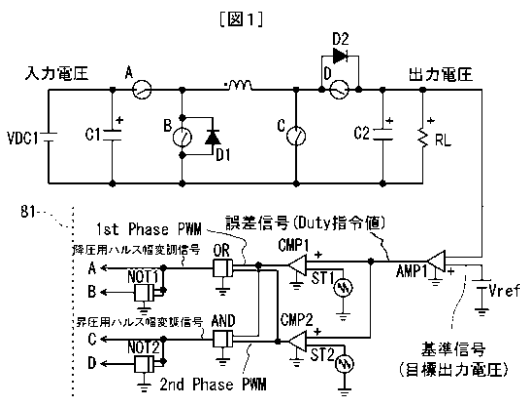 [図1]
D2
入力電圧
A
D
出力電圧
VDC1
C1
B
D1
C
C2
RL
81
1st Phase PWM
誤差信号(Duty指令値)
降圧用パルス幅変調信号
OR
CMP1
A
NOT1
ST1
AMP1
B
Vref
昇圧用パルス幅変調信号
AND
CMP2
C
NOT2
ST2
D
2nd Phase PWM
基準信号
(目標出力電圧)